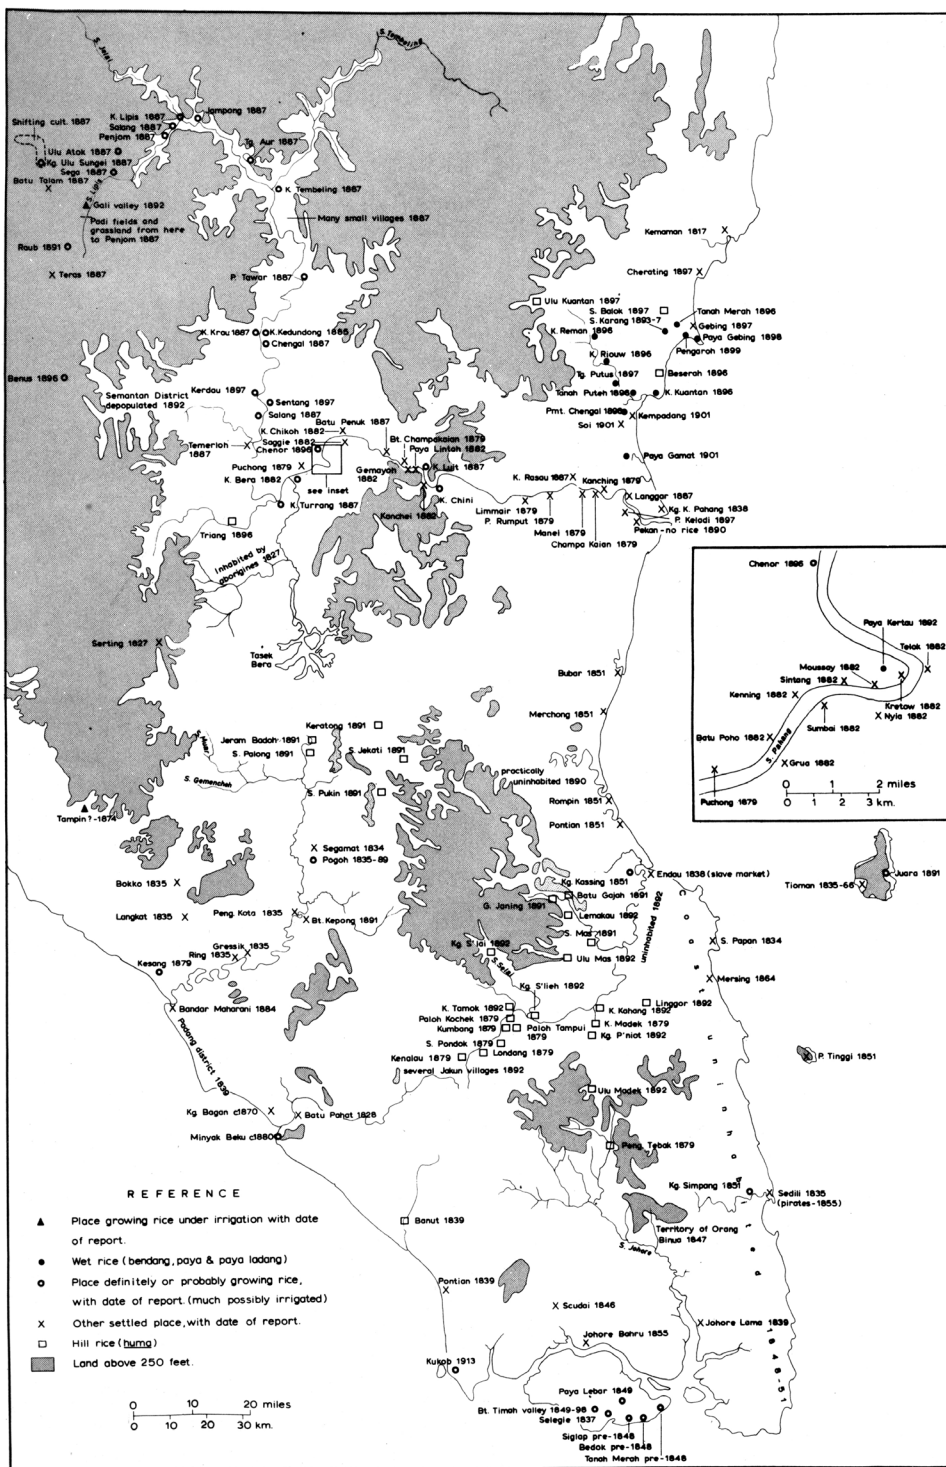 S. Jelai
S. Tembeling
Shifting cult. 1887
K. Lipis 1887
Jampong 1887
Salang 1887
Penjom 1887
Ulu Atok 1887
Kg Ulu Sungei 1887
Sega 1887
Batu Talam 1887
S. Lipis
Tg. Aur 1887
K. Tembeling 1887
Gali valley 1892
Padi fields and
grassland from here
to Penjom 1887
Many small villages 1887
Raub 1891
Teras 1887
P. Tawar 1887
Kemaman 1817
Cherating 1897
Ulu Kuantan 1897
S. Balok 1897
Tanah Merah 1896
S. Karang 1893-7
Gebing 1897
K. Reman 1896
Paya Gebing 1898
Pengaroh 1899
K. Krau 1887
K. Kedundong 1885
Chengal 1887
K. Riouw 1896
Tg. Putus 1897
Beserah 1896
Tanah Puteh 1896
K. Kuantan 1896
Benus 1896
Semantan District
depopulated 1892
Kerdau 1897
Sentang 1897
Salang 1887
Pmt. Chengal 1898
Kempadang 1901
Soi 1901
Batu Penuk 1887
K. Chikoh 1882
Saggie 1882
Chenor 1896
Temerloh
1887
Bt. Champakaian 1879
Paya Lintah 1882
Gemayah
1882
K. Luit 1887
Paya Gamat 1901
Puchong 1879
K. Bera 1882
see inset
K. Turrang 1887
Kanchei 1882
K. Chini
K. Rasau 1887
Kanching 1879
Langgar 1887
Limmair 1879
P. Rumput 1879
Manei 1879
Champa Kaian 1879
Kg. K. Pahang 1838
P. Keladi 1897
Pekan - no rice 1890
Triang 1896
Inhabited by
aborigines 1827
Serting 1827
Tasek
Bera
Chenor 1896
Paya Kertau 1892
Telok 1882
Moussay 1882
Sintang 1882
Kenning 1882
Kretow 1882
Nyla 1882
Sumbai 1882
Batu Poho 1882
S. Pahang
Grua 1882
Puchong 1879
0 2 miles
0 1 2 3 km.
Bubar 1851
Merchong 1851
Keratong 1891
Jeram Badoh 1891
S. Palong 1891
S. Jekati 1891
S. Muar
S. Gemencheh
S. Pukin 1891
practically
uninhabited 1890
Rompin 1851
Pontian 1851
Tampin ? - 1874
Segamat 1834
Pogoh 1835-89
Bokko 1835
Kg. Kassing 1851
Endau 1838 (slave market)
Batu Gajah 1891
G. Janing 1891
Lemakau 1892
Tioman 1835-66
Juara 1891
Langkat 1835
Peng. Kota 1835
Bt. Kepong 1891
S. Mas 1891
uninhabited 1892
Kg. S'lai 1892
Ulu Mas 1892
S. Selai
S. Papan 1834
Gressik 1835
Ring 1835
Kesang 1879
Mersing 1864
Kg. S'lieh 1892
Linggor 1892
Bandar Maharani 1884
K. Tamok 1892
Paloh Kochek 1879
Kumbang 1879
Paloh Tampui
1879
K. Kahang 1892
K. Madek 1879
Kg. P'niot 1892
S. Pondok 1879
Londang 1879
Kenalau 1879
several Jakun villages 1892
Padang district 1839
P. Tinggi 1851
Ulu Madek 1892
Kg. Bagan c1870
Batu Pahat 1828
Minyak Beku c1880
Peng. Tebak 1879
Kg. Simpang 1851
Sedili 1835
(pirates-1855)
Coast uninhabited 1848-51
Banut 1839
Territory of Orang
Binua 1847
S. Johore
Pontian 1839
Scudai 1846
Johore Bahru 1855
Johore Lama 1839
Kukob 1913
Paya Lebar 1849
Bt. Timah valley 1849-98
Selegie 1837
Siglap pre-1848
Bedok pre-1848
Tanah Merah pre-1848
REFERENCE
Place growing rice under irrigation with date
of report.
Wet rice (bendang, paya & paya ladang)
Place definitely or probably growing rice,
with date of report. (much possibly irrigated)
Other settled place, with date of report.
Hill rice (huma)
Land above 250 feet.
0 20 miles
0 10 20 30 km.